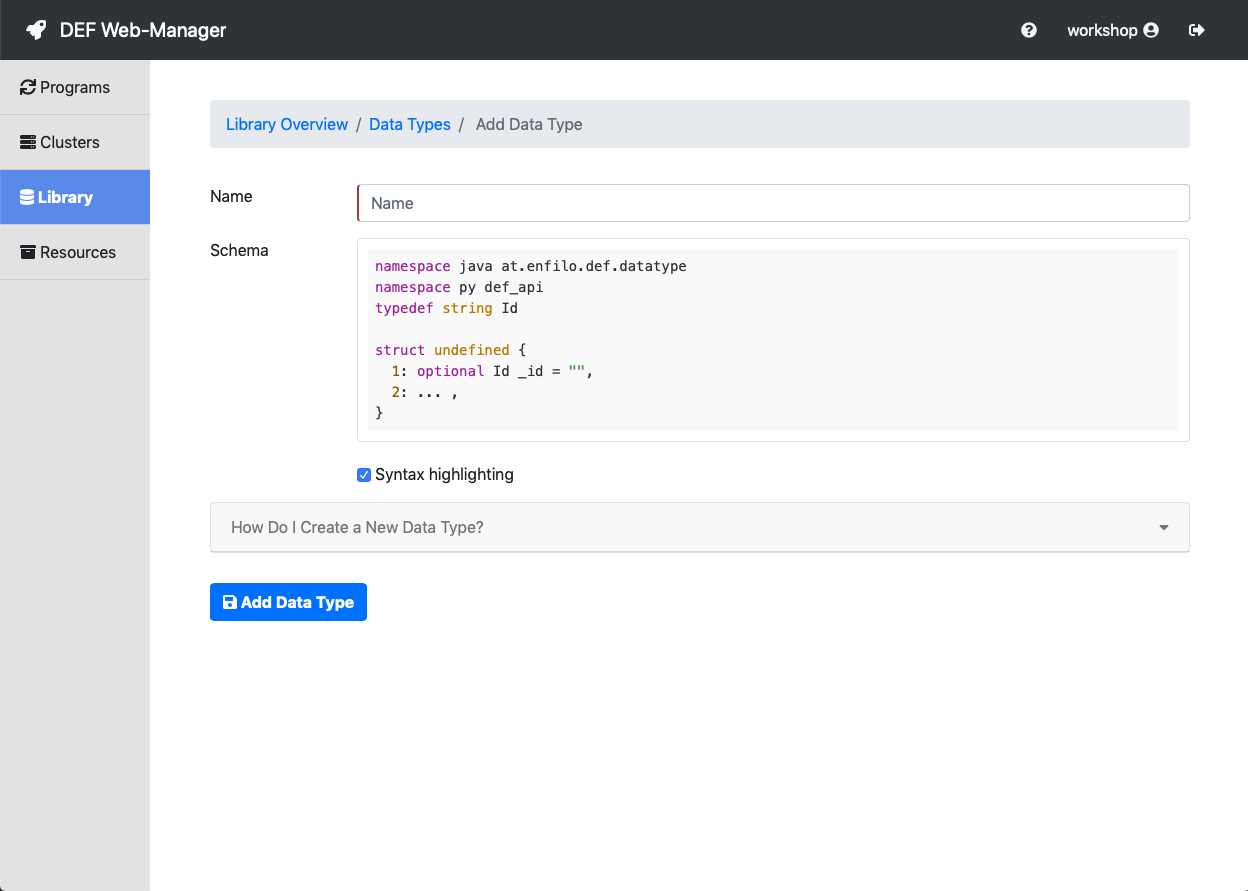 DEF Web-Manager
workshop
Programs
Clusters
Library
Resources
Library Overview / Data Types / Add Data Type
Name
Name
Schema
namespace java at.enfilo.def.datatype
namespace py def_api
typedef string Id
struct undefined {
  1: optional Id _id = "",
  2: ... ,
}
Syntax highlighting
How Do I Create a New Data Type?
Add Data Type